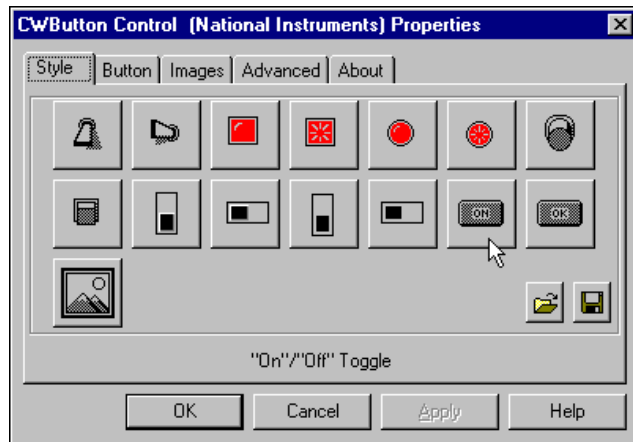 CWButton Control (National Instruments) Properties
Style Button Images Advanced About
ON OK
"On"/"Off" Toggle
OK Cancel Apply Help